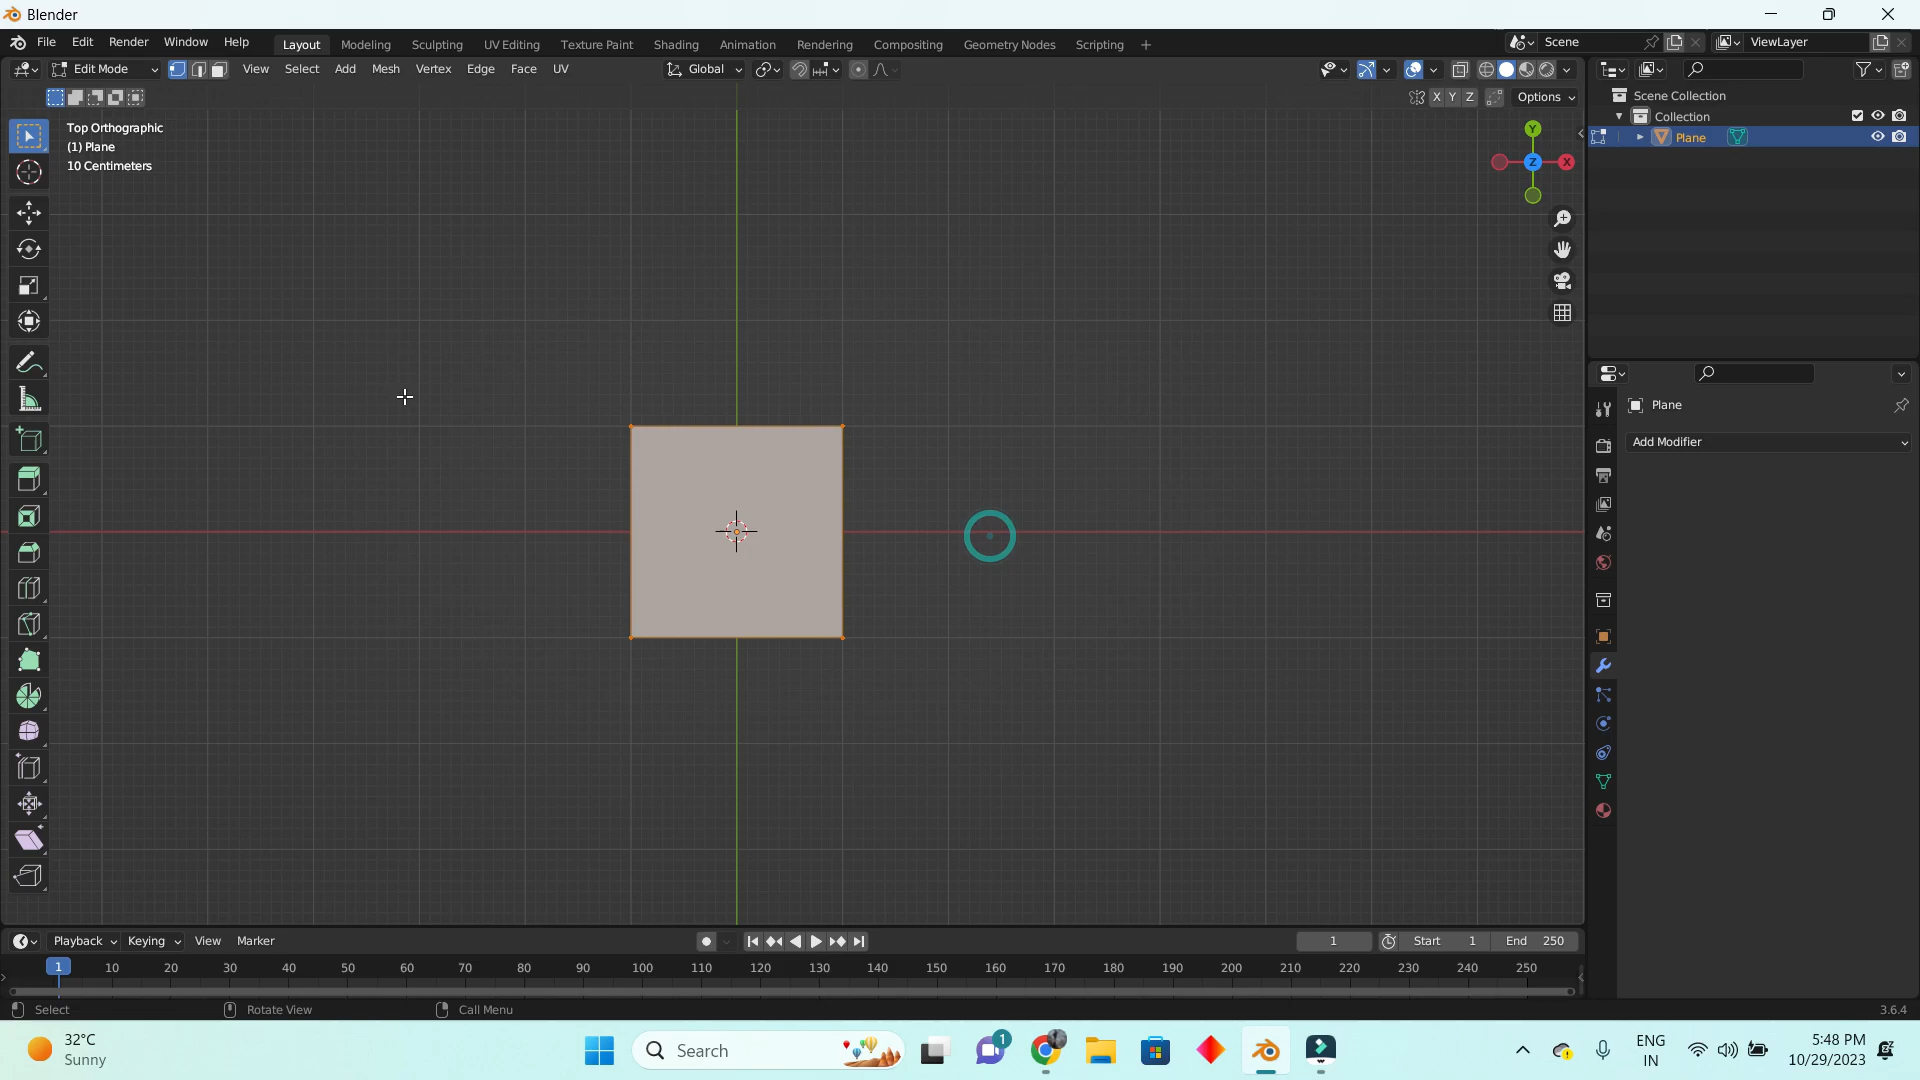 Blender
File Edit Render Window Help Layout Modeling Sculpting UV Editing Texture Paint Shading Animation Rendering Compositing Geometry Nodes Scripting + Scene ViewLayer
Edit Mode View Select Add Mesh Vertex Edge Face UV Global
X Y Z Options
Scene Collection
Collection
Plane
Top Orthographic
(1) Plane
10 Centimeters
Y
Z X
Plane
Add Modifier
Playback Keying View Marker 1 Start 1 End 250
1 10 20 30 40 50 60 70 80 90 100 110 120 130 140 150 160 170 180 190 200 210 220 230 240 250
Select Rotate View Call Menu 3.6.4
32°C
Sunny
Search
1
ENG
IN
5:48 PM
10/29/2023